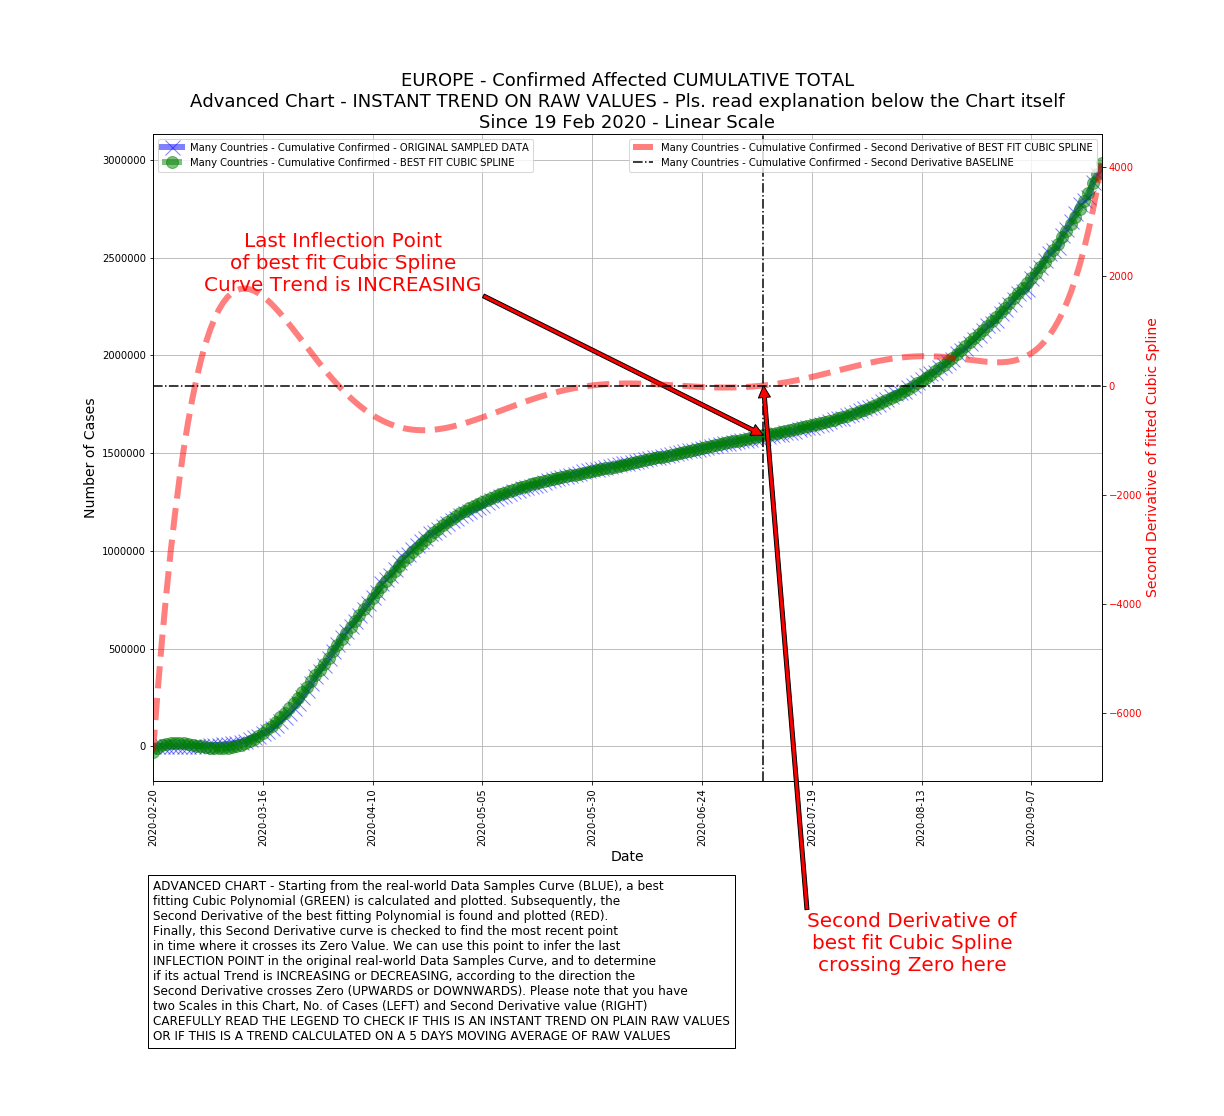 EUROPE - Confirmed Affected CUMULATIVE TOTAL
Advanced Chart - INSTANT TREND ON RAW VALUES - Pls. read explanation below the Chart itself
Since 19 Feb 2020 - Linear Scale
Many Countries - Cumulative Confirmed - ORIGINAL SAMPLED DATA
Many Countries - Cumulative Confirmed - BEST FIT CUBIC SPLINE
Many Countries - Cumulative Confirmed - Second Derivative of BEST FIT CUBIC SPLINE
Many Countries - Cumulative Confirmed - Second Derivative BASELINE
Last Inflection Point
of best fit Cubic Spline
Curve Trend is INCREASING
Number of Cases
3000000
2500000
2000000
1500000
1000000
500000
0
4000
2000
0
−2000
−4000
−6000
Second Derivative of fitted Cubic Spline
2020-02-20
2020-03-16
2020-04-10
2020-05-05
2020-05-30
2020-06-24
2020-07-19
2020-08-13
2020-09-07
Date
ADVANCED CHART - Starting from the real-world Data Samples Curve (BLUE), a best
fitting Cubic Polynomial (GREEN) is calculated and plotted. Subsequently, the
Second Derivative of the best fitting Polynomial is found and plotted (RED).
Finally, this Second Derivative curve is checked to find the most recent point
in time where it crosses its Zero Value. We can use this point to infer the last
INFLECTION POINT in the original real-world Data Samples Curve, and to determine
if its actual Trend is INCREASING or DECREASING, according to the direction the
Second Derivative crosses Zero (UPWARDS or DOWNWARDS). Please note that you have
two Scales in this Chart, No. of Cases (LEFT) and Second Derivative value (RIGHT)
CAREFULLY READ THE LEGEND TO CHECK IF THIS IS AN INSTANT TREND ON PLAIN RAW VALUES
OR IF THIS IS A TREND CALCULATED ON A 5 DAYS MOVING AVERAGE OF RAW VALUES
Second Derivative of
best fit Cubic Spline
crossing Zero here